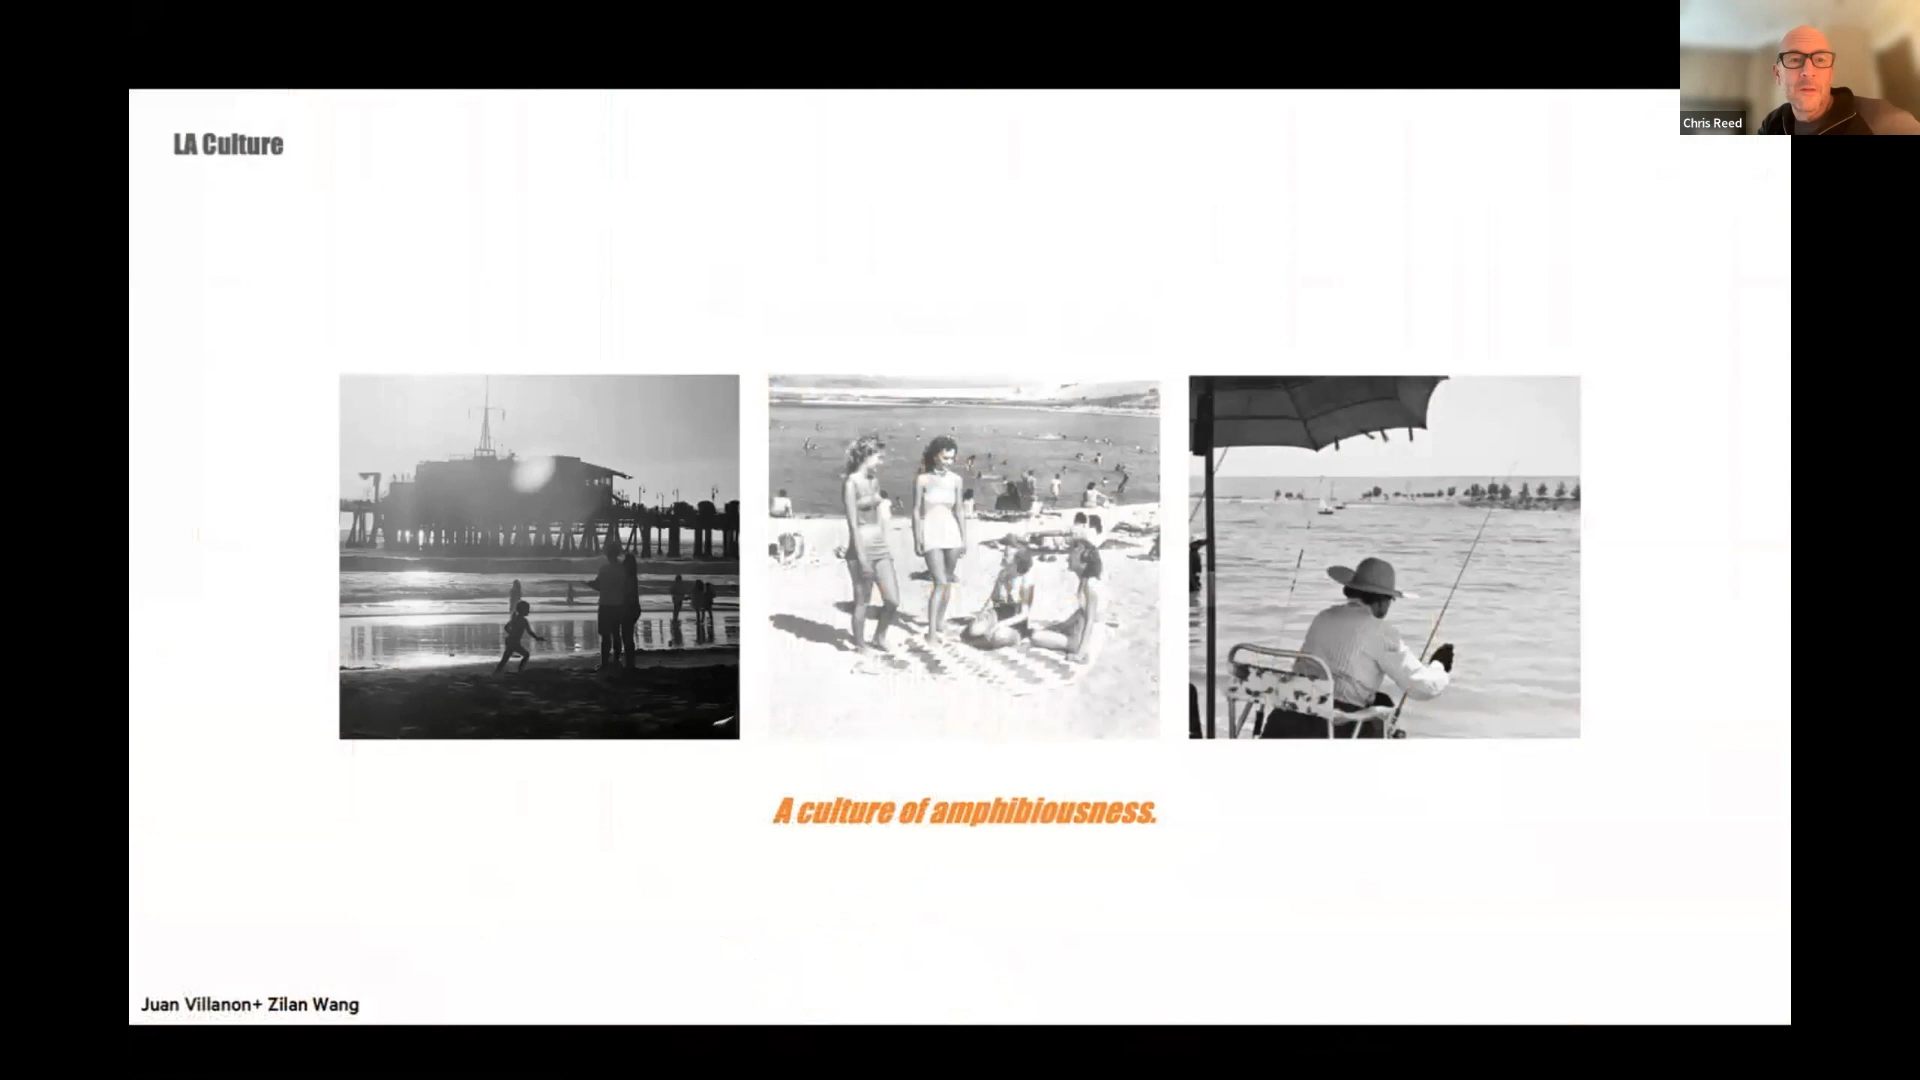 Chris Reed
LA Culture
A culture of amphibiousness.
Juan Villanon+ Zilan Wang